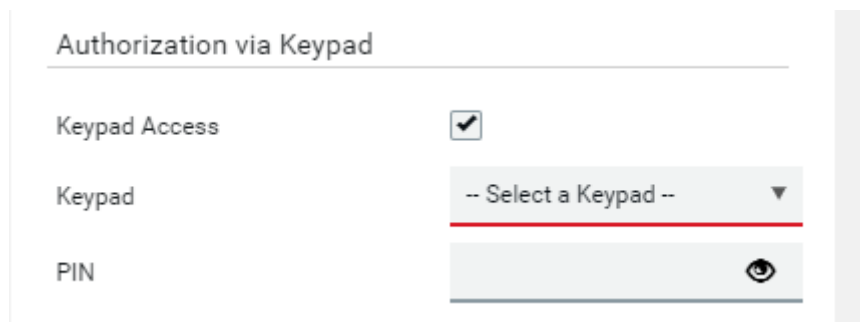 Authorization via Keypad
Keypad Access
Keypad -- Select a Keypad --
PIN